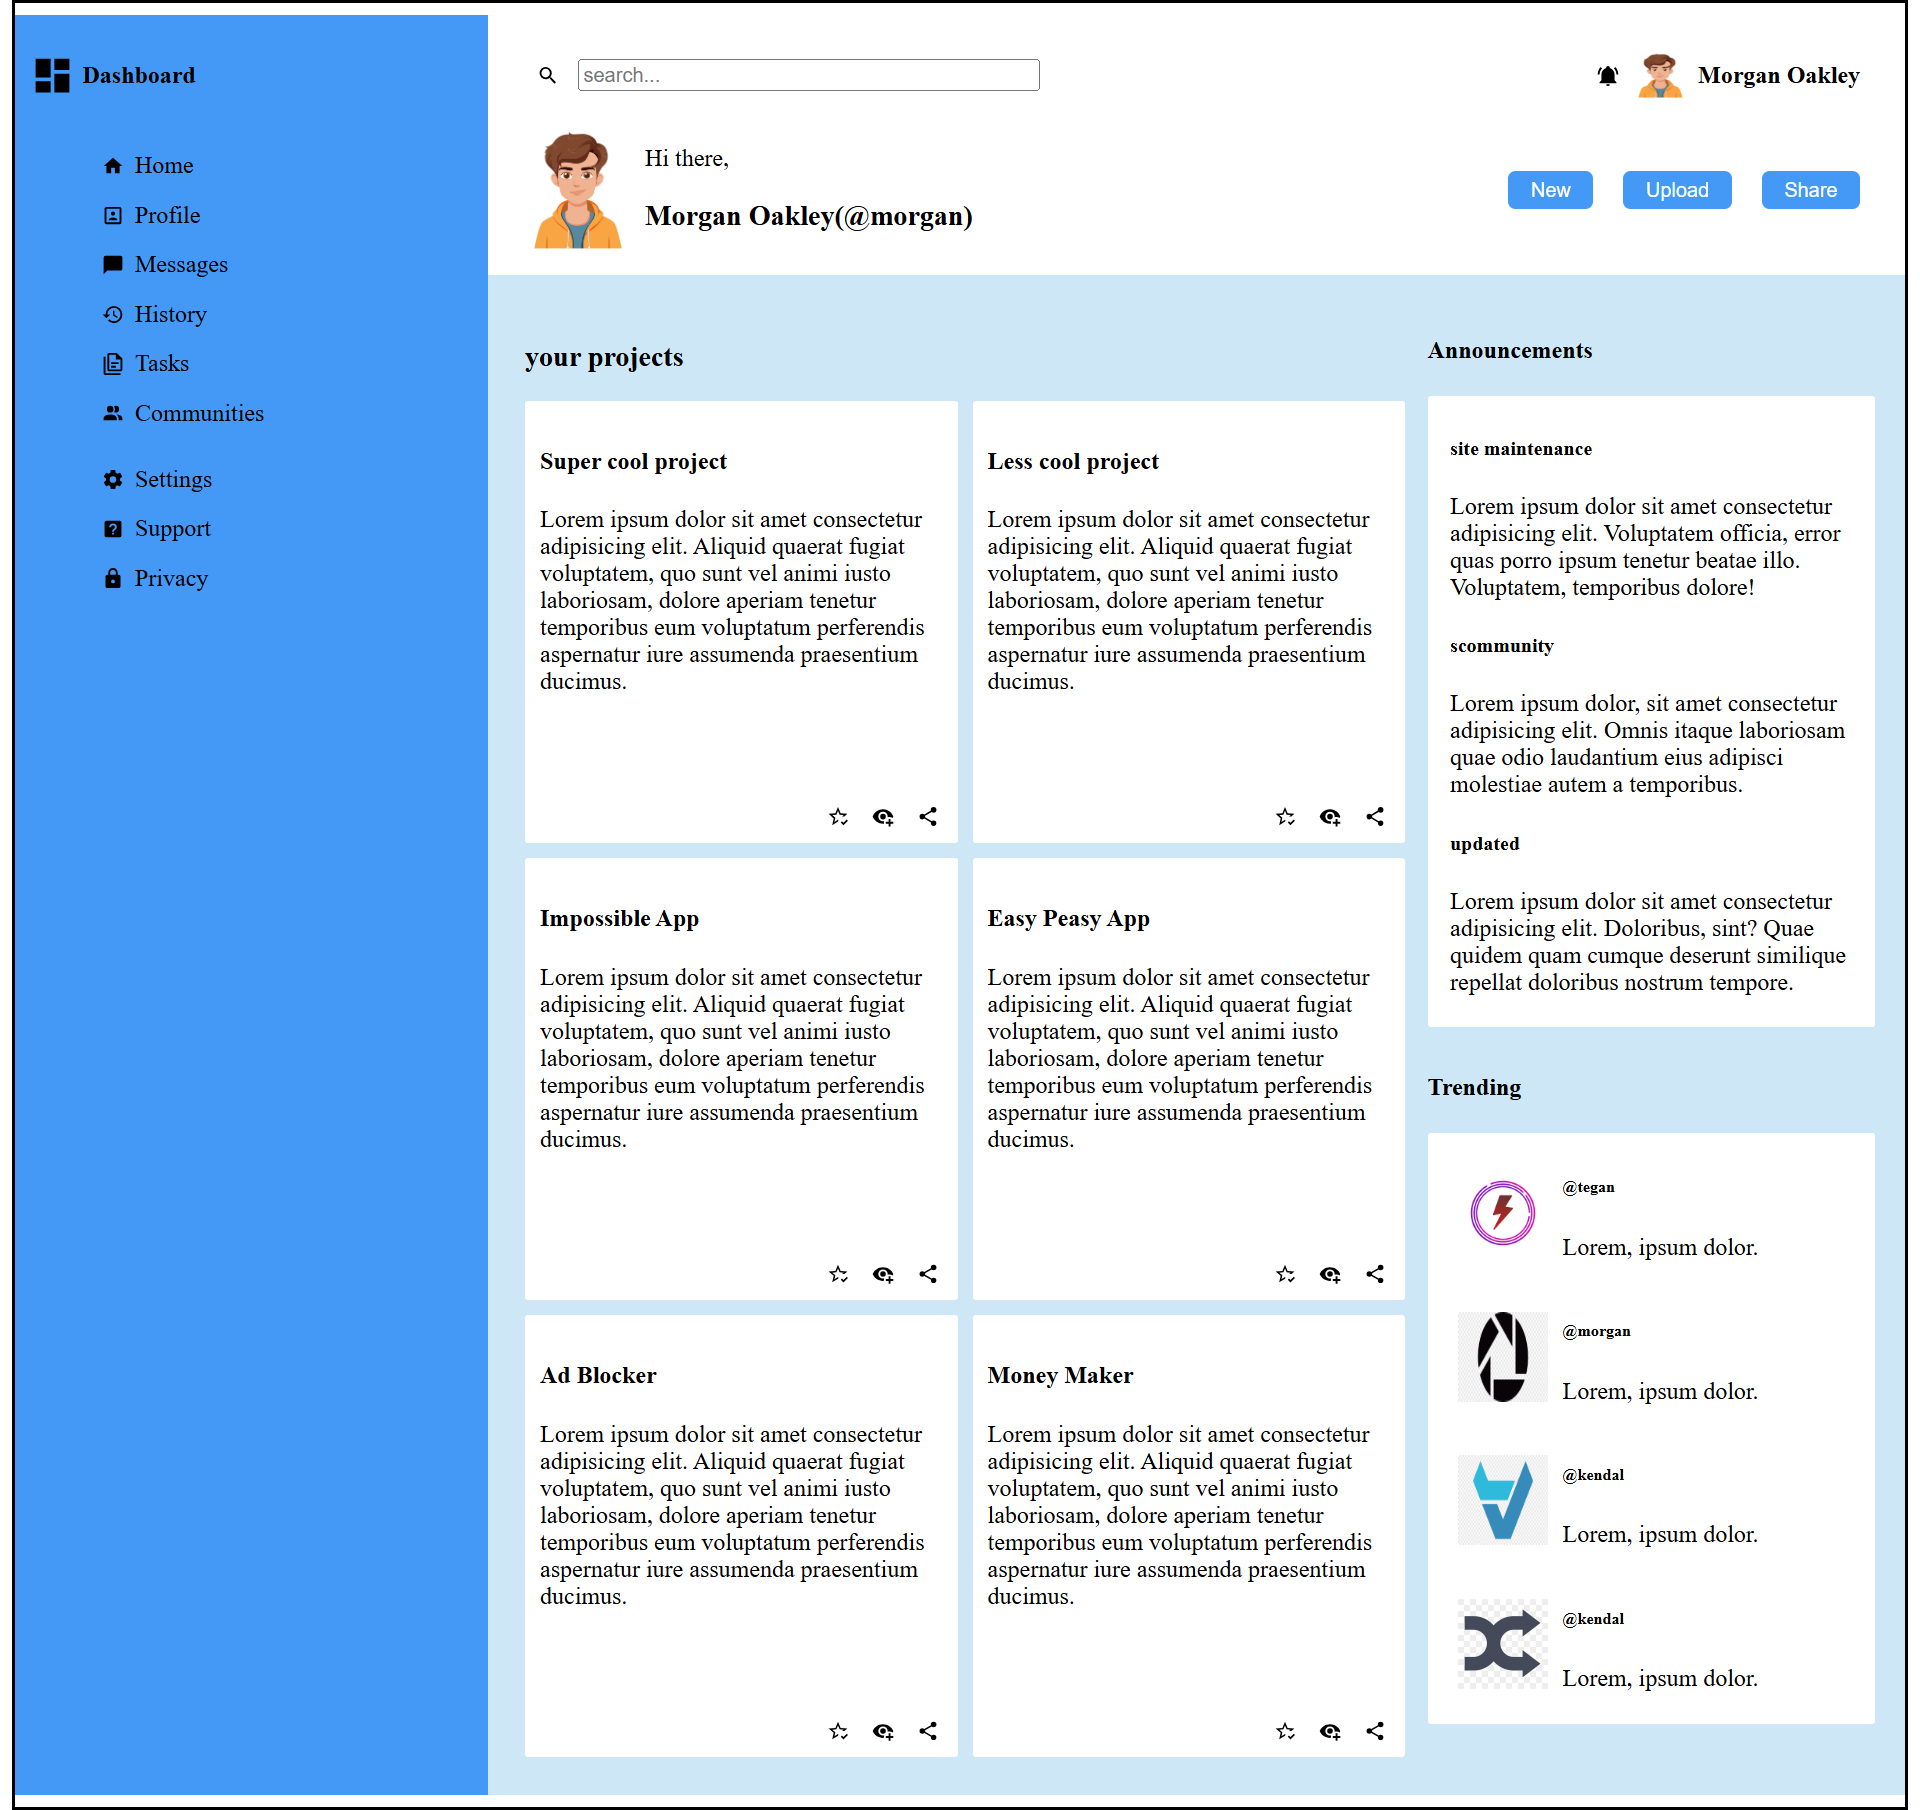 Dashboard
Home
Profile
Messages
History
Tasks
Communities
Settings
Support
Privacy
search...
Morgan Oakley
Hi there,
Morgan Oakley(@morgan)
New
Upload
Share
your projects
Super cool project
Lorem ipsum dolor sit amet consectetur
adipisicing elit. Aliquid quaerat fugiat
voluptatem, quo sunt vel animi iusto
laboriosam, dolore aperiam tenetur
temporibus eum voluptatum perferendis
aspernatur iure assumenda praesentium
ducimus.
Less cool project
Lorem ipsum dolor sit amet consectetur
adipisicing elit. Aliquid quaerat fugiat
voluptatem, quo sunt vel animi iusto
laboriosam, dolore aperiam tenetur
temporibus eum voluptatum perferendis
aspernatur iure assumenda praesentium
ducimus.
Impossible App
Lorem ipsum dolor sit amet consectetur
adipisicing elit. Aliquid quaerat fugiat
voluptatem, quo sunt vel animi iusto
laboriosam, dolore aperiam tenetur
temporibus eum voluptatum perferendis
aspernatur iure assumenda praesentium
ducimus.
Easy Peasy App
Lorem ipsum dolor sit amet consectetur
adipisicing elit. Aliquid quaerat fugiat
voluptatem, quo sunt vel animi iusto
laboriosam, dolore aperiam tenetur
temporibus eum voluptatum perferendis
aspernatur iure assumenda praesentium
ducimus.
Ad Blocker
Lorem ipsum dolor sit amet consectetur
adipisicing elit. Aliquid quaerat fugiat
voluptatem, quo sunt vel animi iusto
laboriosam, dolore aperiam tenetur
temporibus eum voluptatum perferendis
aspernatur iure assumenda praesentium
ducimus.
Money Maker
Lorem ipsum dolor sit amet consectetur
adipisicing elit. Aliquid quaerat fugiat
voluptatem, quo sunt vel animi iusto
laboriosam, dolore aperiam tenetur
temporibus eum voluptatum perferendis
aspernatur iure assumenda praesentium
ducimus.
Announcements
site maintenance
Lorem ipsum dolor sit amet consectetur
adipisicing elit. Voluptatem officia, error
quas porro ipsum tenetur beatae illo.
Voluptatem, temporibus dolore!
scommunity
Lorem ipsum dolor, sit amet consectetur
adipisicing elit. Omnis itaque laboriosam
quae odio laudantium eius adipisci
molestiae autem a temporibus.
updated
Lorem ipsum dolor sit amet consectetur
adipisicing elit. Doloribus, sint? Quae
quidem quam cumque deserunt similique
repellat doloribus nostrum tempore.
Trending
@tegan
Lorem, ipsum dolor.
@morgan
Lorem, ipsum dolor.
@kendal
Lorem, ipsum dolor.
@kendal
Lorem, ipsum dolor.